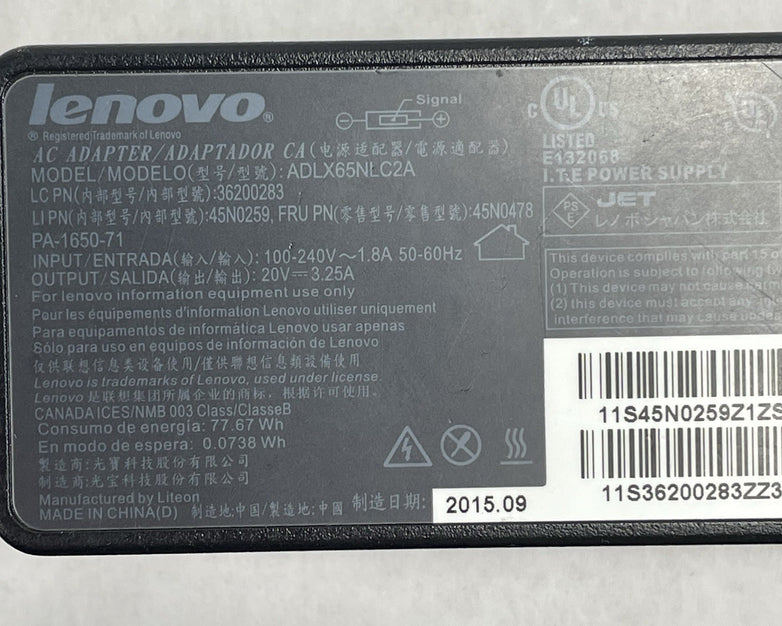 lenovo®
® Registered Trademark of Lenovo
Signal
AC ADAPTER/ADAPTADOR CA(电源适配器/電源適配器)
MODEL/MODELO(型号/型號): ADLX65NLC2A
LC PN(内部型号/内部型號):36200283
LI PN(内部型号/内部型號):45N0259, FRU PN(零售型号/零售型號):45N0478
PA-1650-71
INPUT/ENTRADA(输入/輸入): 100-240V～1.8A 50-60Hz
OUTPUT/SALIDA(输出/輸出): 20V⎓3.25A
For lenovo information equipment use only
Pour les équipements d'information Lenovo utiliser uniquement
Para equipamentos de informática Lenovo usar apenas
Sólo para uso en equipos de información de Lenovo
仅供联想信息类设备使用/僅供聯想信息類設備使用
Lenovo is trademarks of Lenovo, used under license.
Lenovo 是联想集团所属企业的商标，根据许可使用.
CANADA ICES/NMB 003 Class/ClasseB
Consumo de energía: 77.67 Wh
En modo de espera: 0.0738 Wh
製造商:光寶科技股份有限公司
制造商:光宝科技股份有限公司
Manufactured by Liteon
MADE IN CHINA(D) 制造地:中国/製造地:中國 制造日期:
2015.09
C UL US
LISTED
E132068
I.T.E POWER SUPPLY
PS
E
JET
レノボ・ジャパン株式会社
This device complies with part 15 o
Operation is subject to following
(1) This device may not cause
(2) this device must accept any
interference that may cause
11S45N0259Z1ZS
11S36200283ZZ3